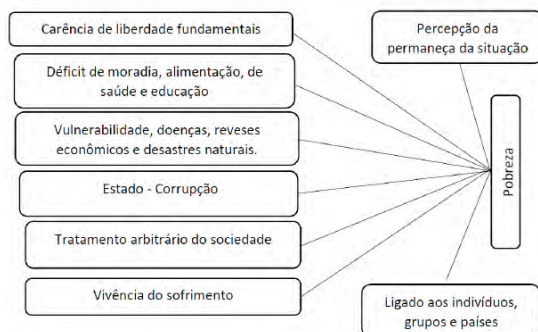 Carência de liberdade fundamentais
Déficit de moradia, alimentação, de
saúde e educação
Vulnerabilidade, doenças, reveses
econômicos e desastres naturais.
Estado - Corrupção
Tratamento arbitrário do sociedade
Vivência do sofrimento
Percepção da
permaneça da situação
Pobreza
Ligado aos indivíduos,
grupos e países